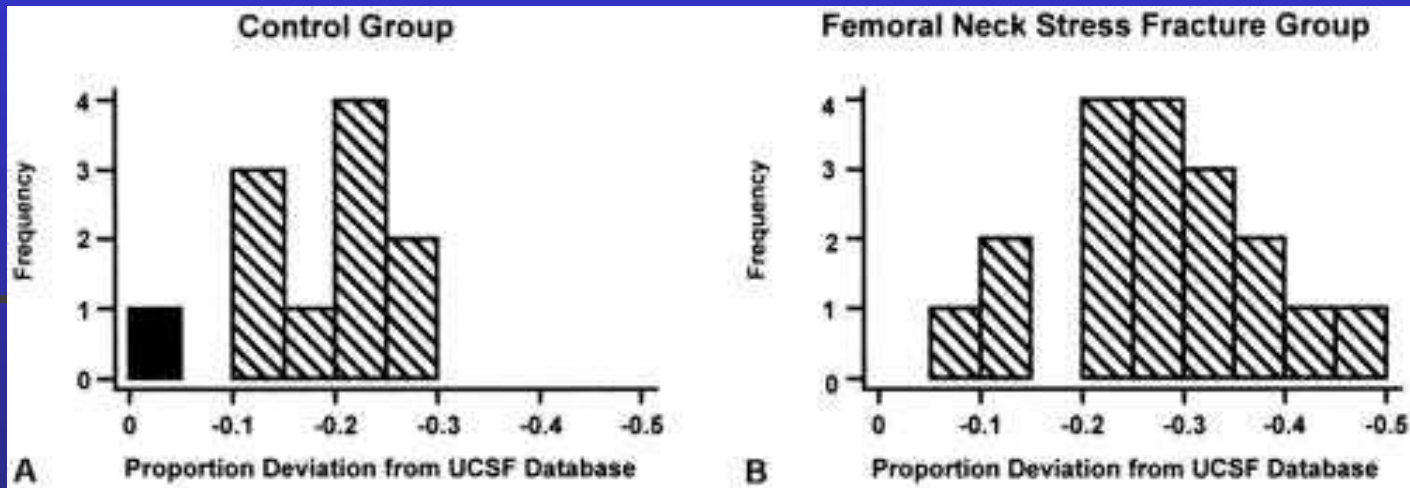 Control Group
4
3
2
1
0
Frequency
0 -0.1 -0.2 -0.3 -0.4 -0.5
A Proportion Deviation from UCSF Database
Femoral Neck Stress Fracture Group
4
3
2
1
0
Frequency
0 -0.1 -0.2 -0.3 -0.4 -0.5
B Proportion Deviation from UCSF Database